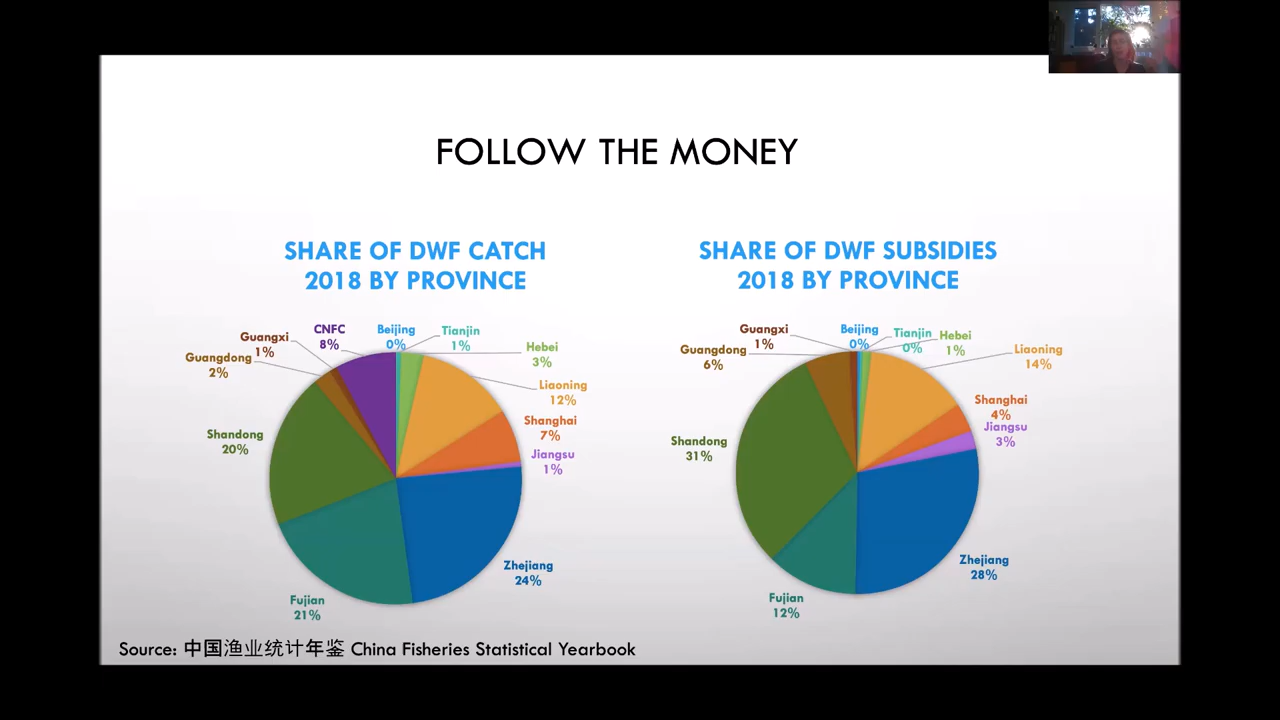 FOLLOW THE MONEY
SHARE OF DWF CATCH
2018 BY PROVINCE
Guangxi
1%
CNFC
8%
Beijing
0%
Tianjin
1%
Hebei
3%
Guangdong
2%
Liaoning
12%
Shanghai
7%
Shandong
20%
Jiangsu
1%
Zhejiang
24%
Fujian
21%
SHARE OF DWF SUBSIDIES
2018 BY PROVINCE
Guangxi
1%
Beijing
0%
Tianjin
0%
Hebei
1%
Guangdong
6%
Liaoning
14%
Shanghai
4%
Jiangsu
3%
Shandong
31%
Zhejiang
28%
Fujian
12%
Source: 中国渔业统计年鉴 China Fisheries Statistical Yearbook